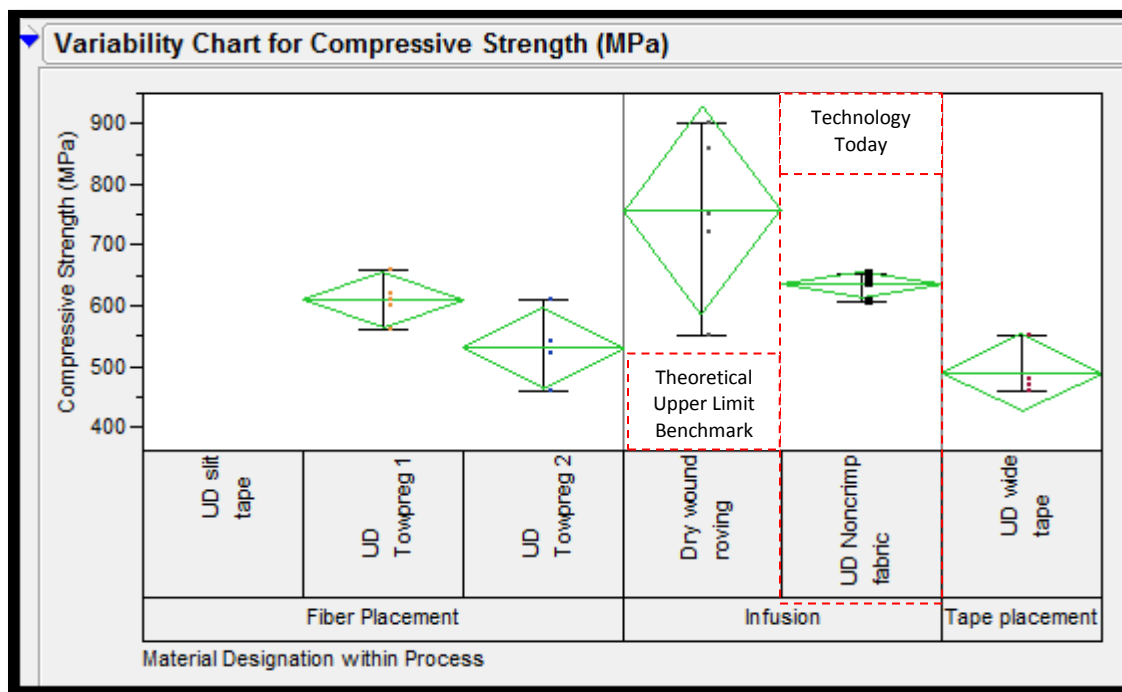 Variability Chart for Compressive Strength (MPa)
Compressive Strength (MPa)
900
800
700
600
500
400
Technology
Today
Theoretical
Upper Limit
Benchmark
UD slit
tape
UD
Towpreg 1
UD
Towpreg 2
Dry wound
roving
UD Noncrimp
fabric
UD wide
tape
Fiber Placement
Infusion
Tape placement
Material Designation within Process